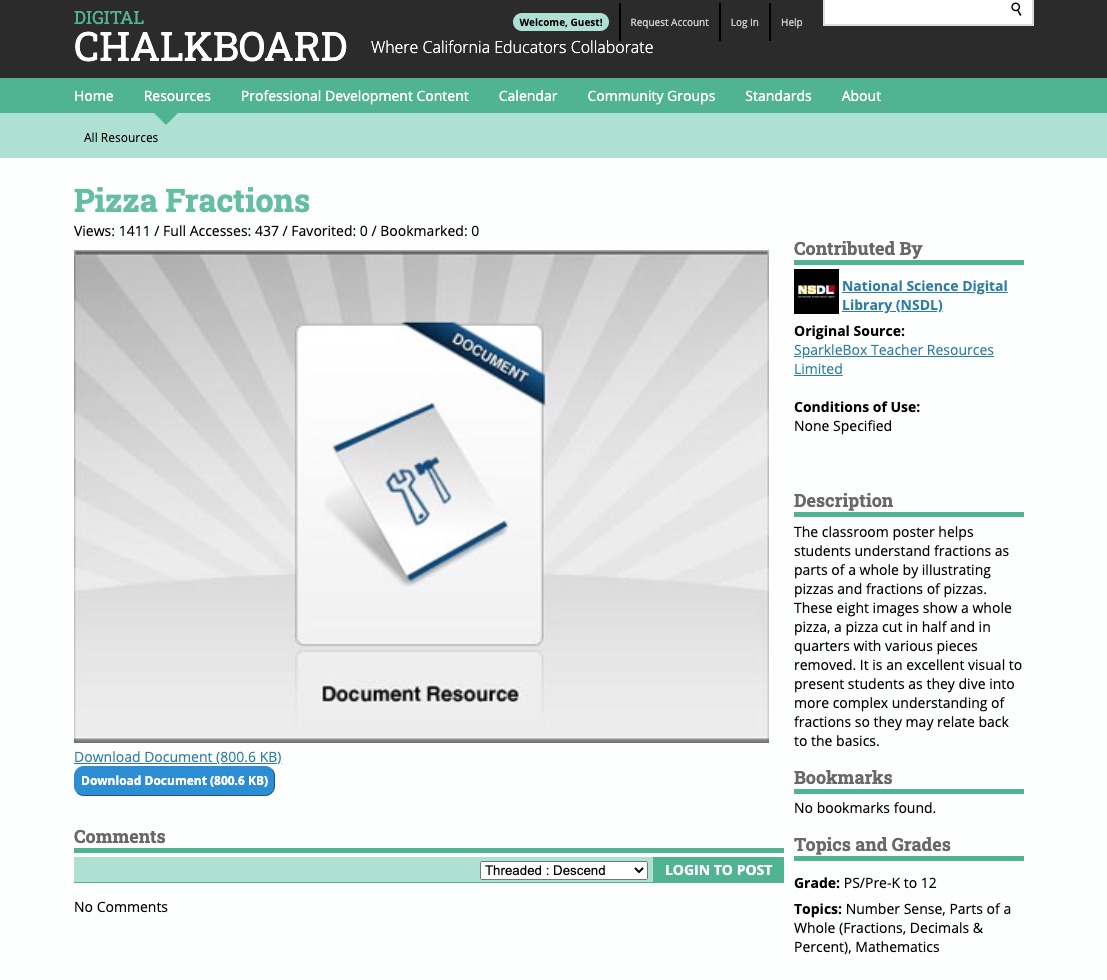 DIGITAL
CHALKBOARD
Where California Educators Collaborate
Welcome, Guest!
Request Account
Log In
Help
Home
Resources
Professional Development Content
Calendar
Community Groups
Standards
About
All Resources
Pizza Fractions
Views: 1411 / Full Accesses: 437 / Favorited: 0 / Bookmarked: 0
DOCUMENT
Document Resource
Download Document (800.6 KB)
Download Document (800.6 KB)
Comments
Threaded : Descend
LOGIN TO POST
No Comments
Contributed By
NSDL
National Science Digital
Library (NSDL)
Original Source:
SparkleBox Teacher Resources
Limited
Conditions of Use:
None Specified
Description
The classroom poster helps
students understand fractions as
parts of a whole by illustrating
pizzas and fractions of pizzas.
These eight images show a whole
pizza, a pizza cut in half and in
quarters with various pieces
removed. It is an excellent visual to
present students as they dive into
more complex understanding of
fractions so they may relate back
to the basics.
Bookmarks
No bookmarks found.
Topics and Grades
Grade: PS/Pre-K to 12
Topics: Number Sense, Parts of a
Whole (Fractions, Decimals &
Percent), Mathematics